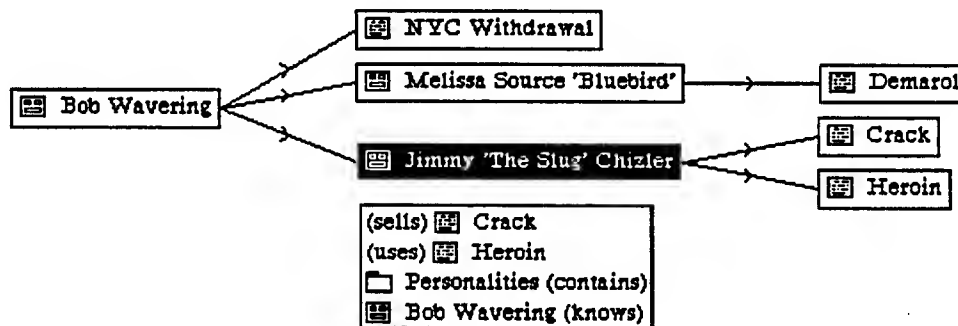 NYC Withdrawal
Melissa Source 'Bluebird'
Demarol
Bob Wavering
Crack
Jimmy 'The Slug' Chizler
Heroin
(sells) Crack
(uses) Heroin
Personalities (contains)
Bob Wavering (knows)